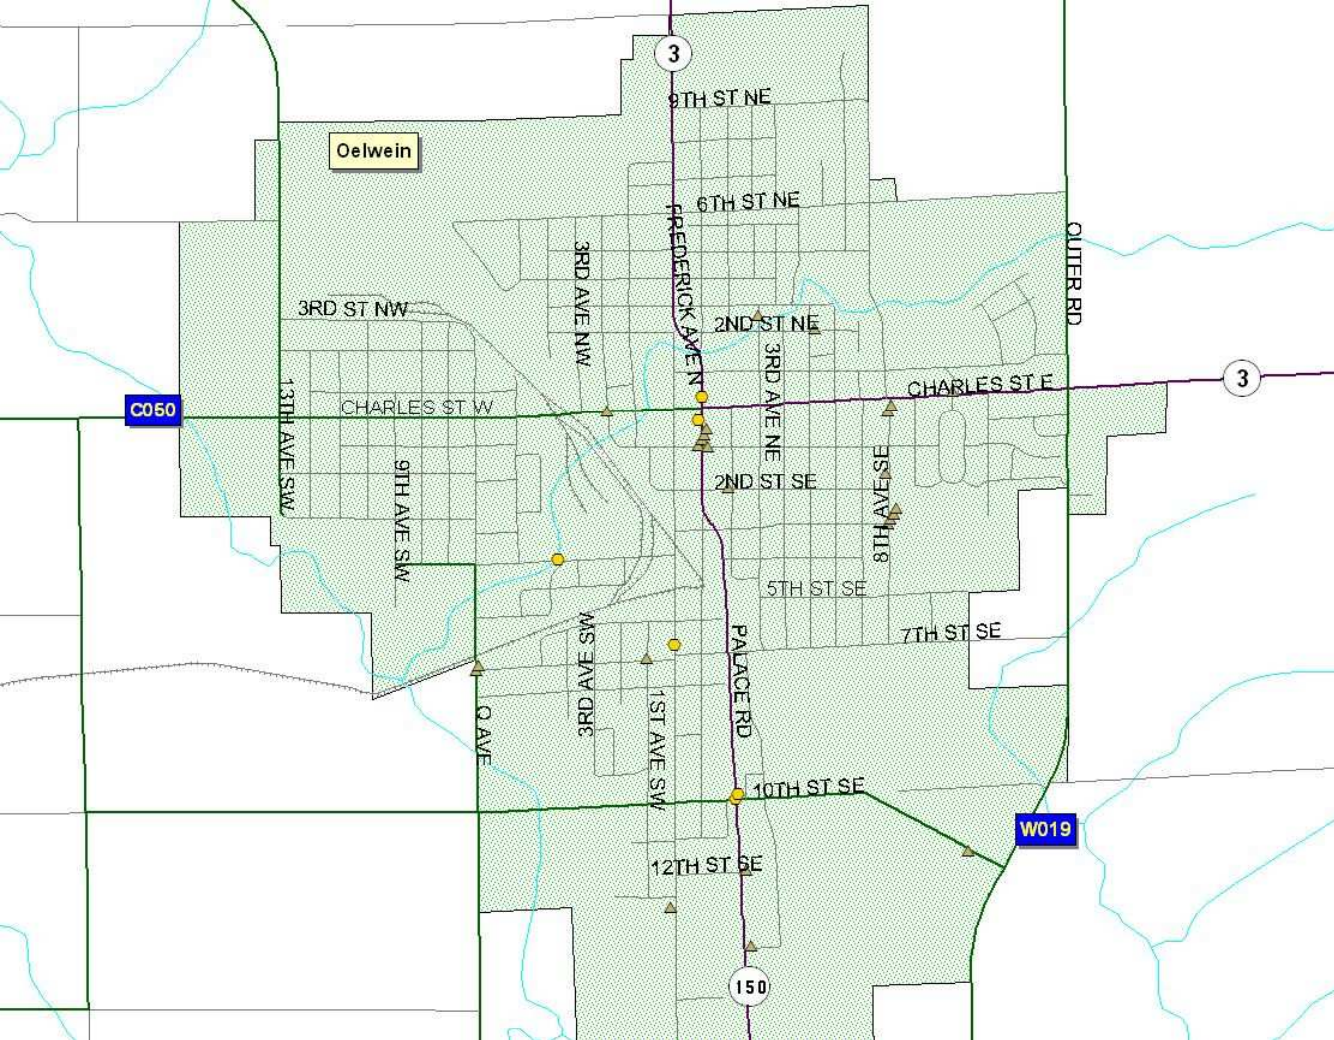 3
9TH ST NE
Oelwein
6TH ST NE
FREDERICK AVE N
OUTER RD
3RD AVE NW
3RD ST NW
2ND ST NE
3RD AVE NE
3
CHARLES ST E
C050
13TH AVE SW
CHARLES ST W
9TH AVE SW
2ND ST SE
8TH AVE SE
5TH ST SE
7TH ST SE
3RD AVE SW
PALACE RD
1ST AVE SW
Q AVE
10TH ST SE
W019
12TH ST SE
150